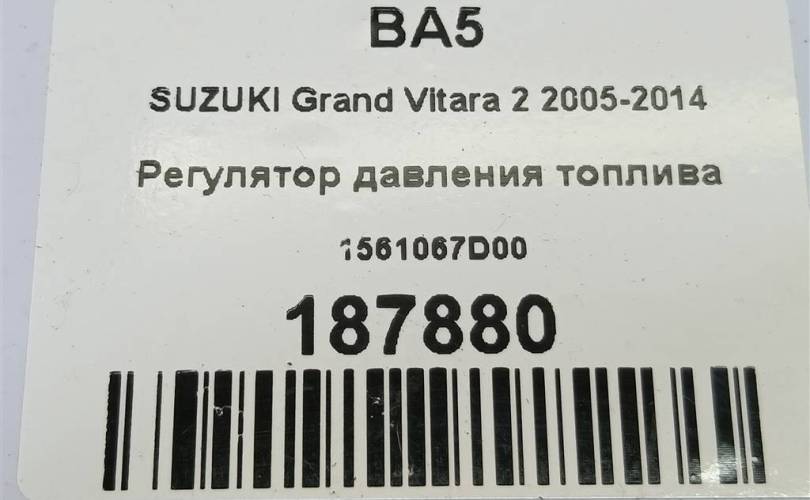 BA5
SUZUKI Grand Vitara 2 2005-2014
Регулятор давления топлива
1561067D00
187880